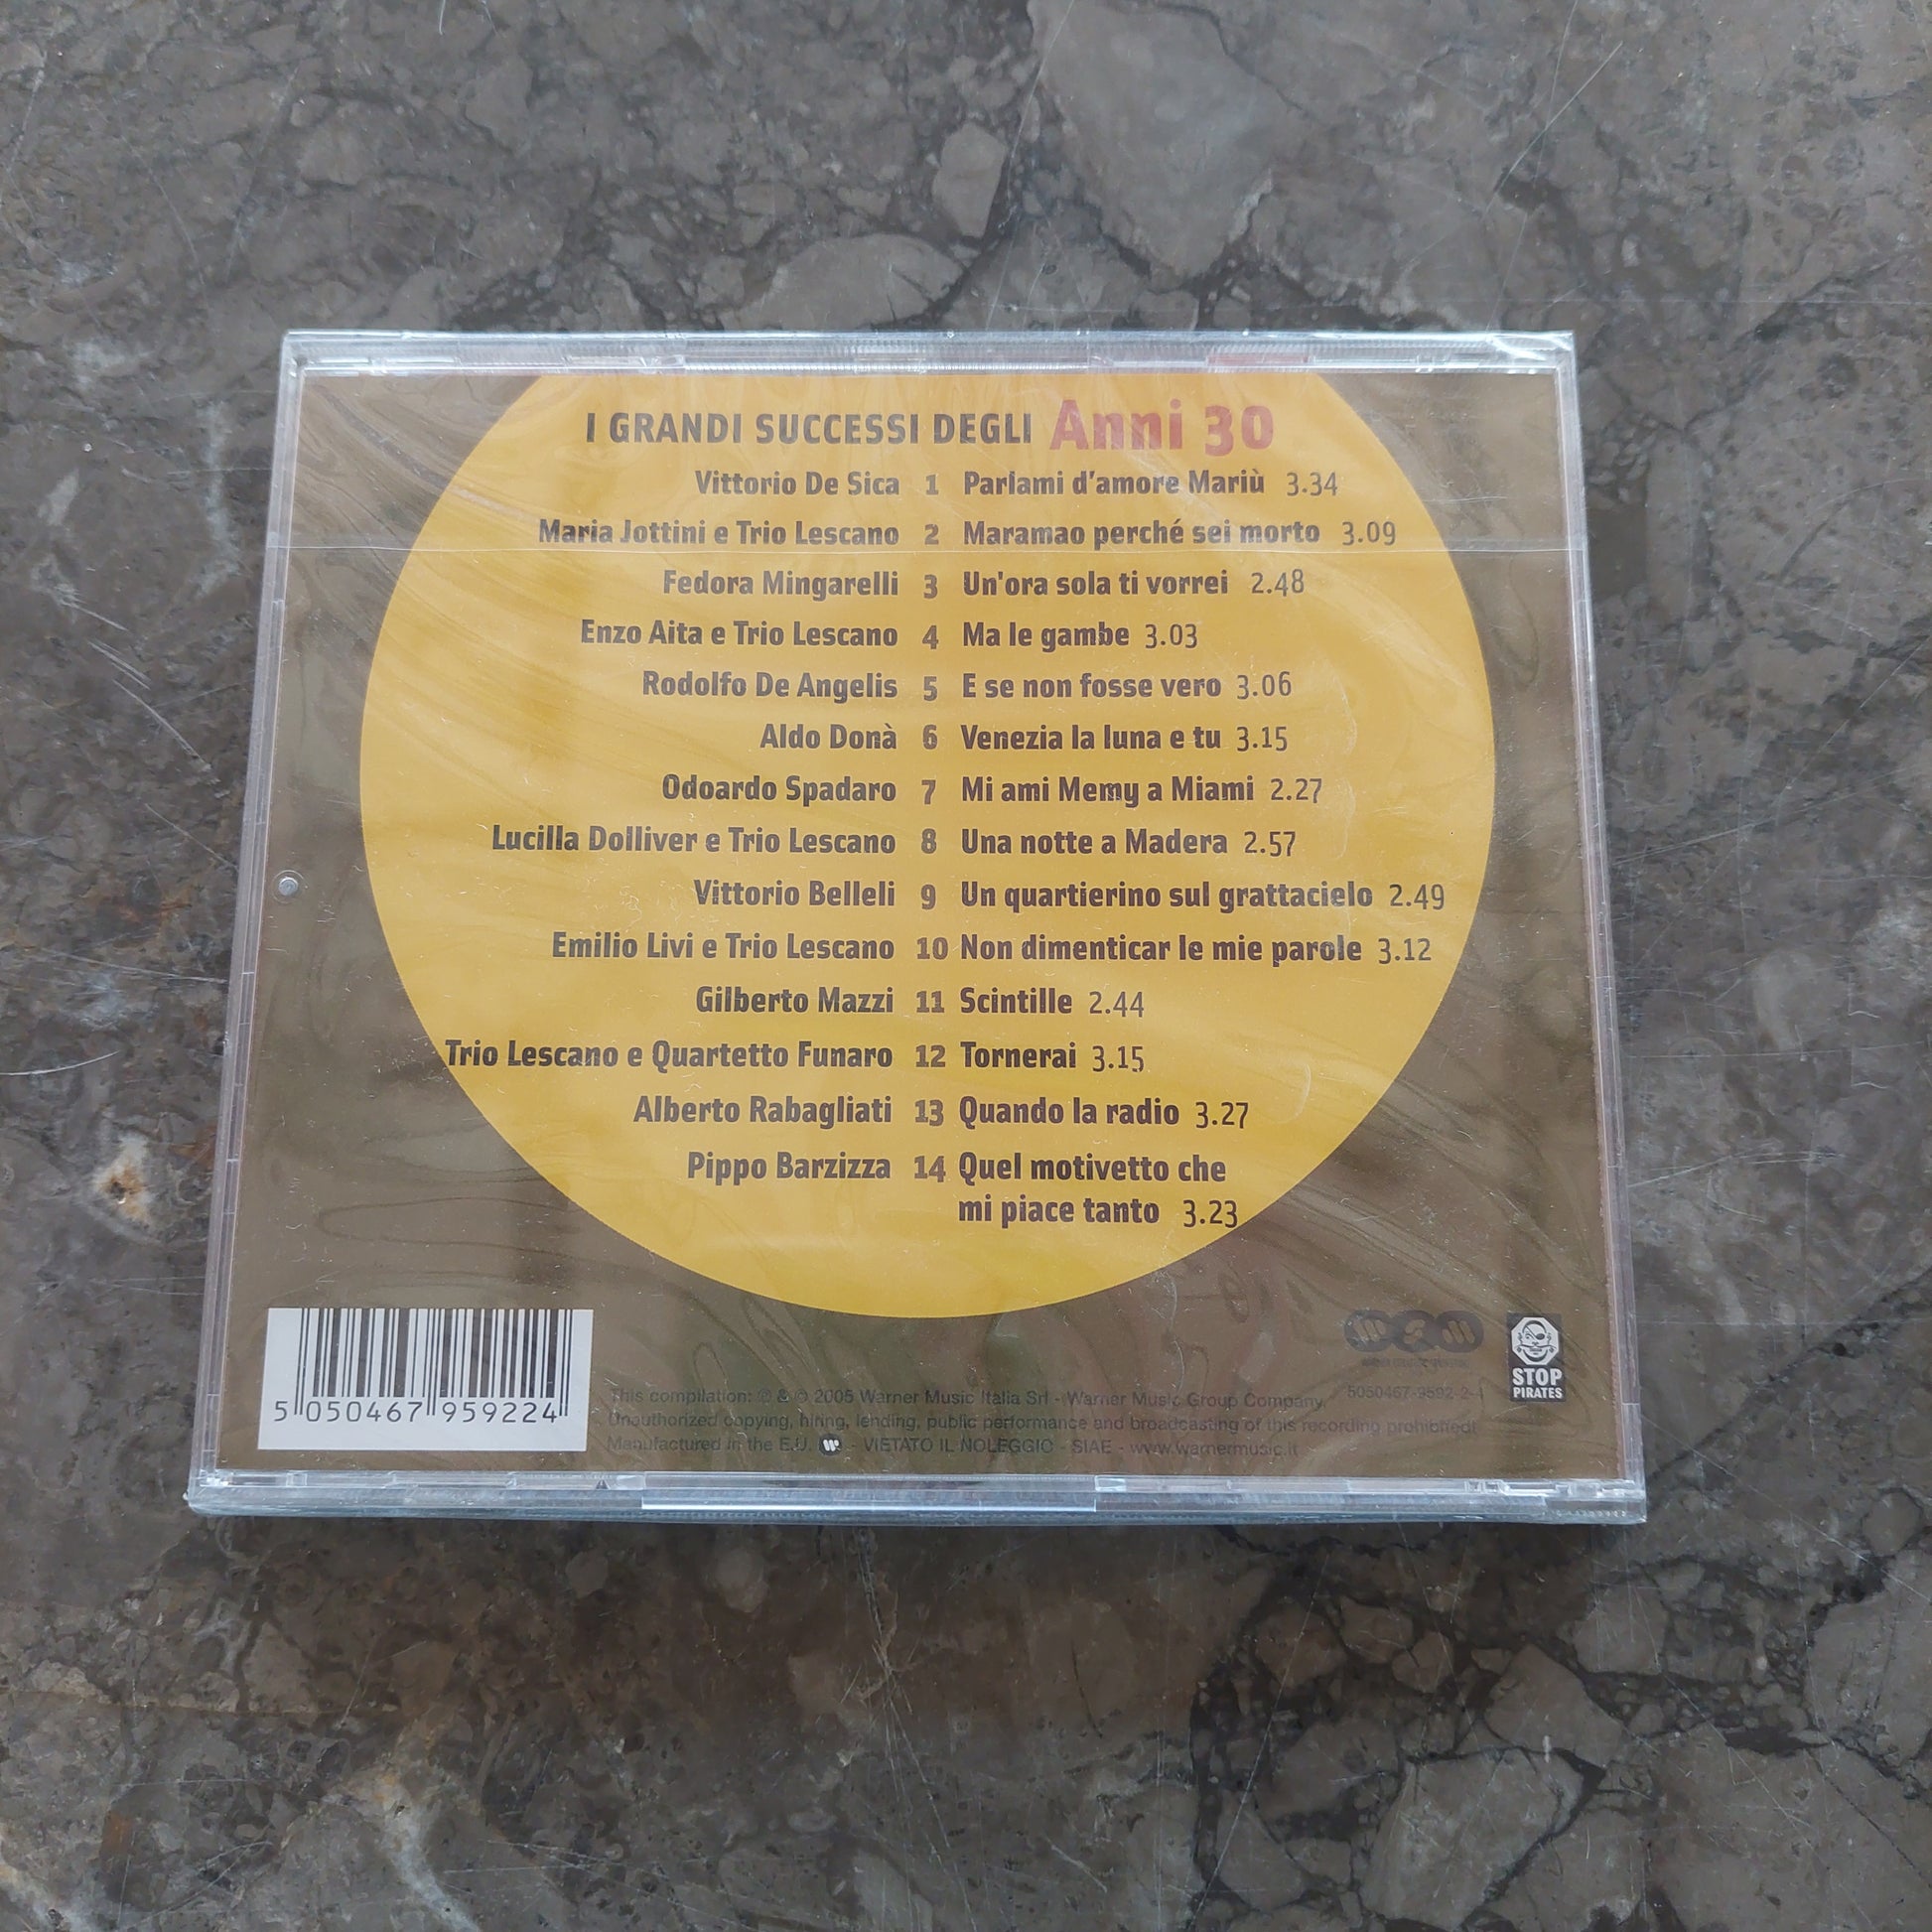 I GRANDI SUCCESSI DEGLI Anni 30
Vittorio De Sica 1 Parlami d'amore Mariù 3.34
Maria Jottini e Trio Lescano 2 Maramao perché sei morto 3.09
Fedora Mingarelli 3 Un'ora sola ti vorrei 2.48
Enzo Aita e Trio Lescano 4 Ma le gambe 3.03
Rodolfo De Angelis 5 E se non fosse vero 3.06
Aldo Donà 6 Venezia la luna e tu 3.15
Odoardo Spadaro 7 Mi ami Memy a Miami 2.27
Lucilla Dolliver e Trio Lescano 8 Una notte a Madera 2.57
Vittorio Belleli 9 Un quartierino sul grattacielo 2.49
Emilio Livi e Trio Lescano 10 Non dimenticar le mie parole 3.12
Gilberto Mazzi 11 Scintille 2.44
Trio Lescano e Quartetto Funaro 12 Tornerai 3.15
Alberto Rabagliati 13 Quando la radio 3.27
Pippo Barzizza 14 Quel motivetto che
mi piace tanto 3.23
5 050467 959224
This compilation: ℗ & © 2005 Warner Music Italia Srl - Warner Music Group Company.
Unauthorized copying, hiring, lending, public performance and broadcasting of this recording prohibited!
Manufactured in the E.U. - VIETATO IL NOLEGGIO - SIAE - www.warnermusic.it
STOP
PIRATES